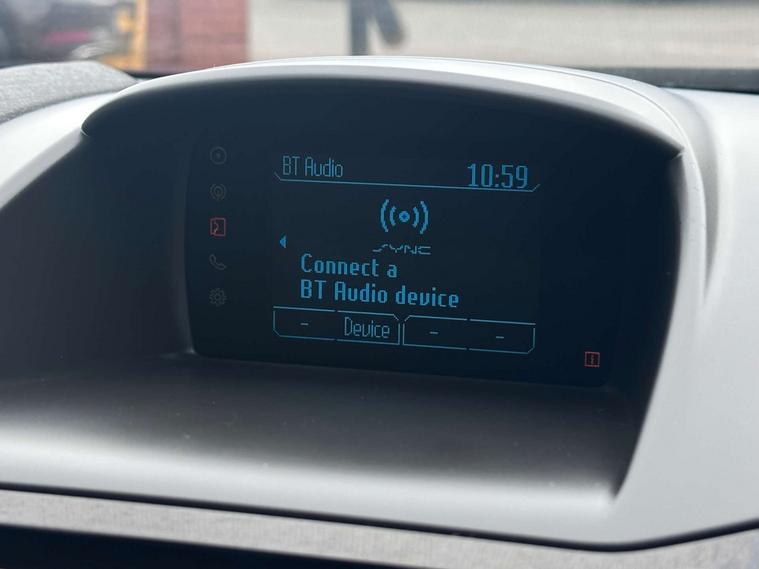 BT Audio 10:59
SYNC
Connect a
BT Audio device
- Device - -